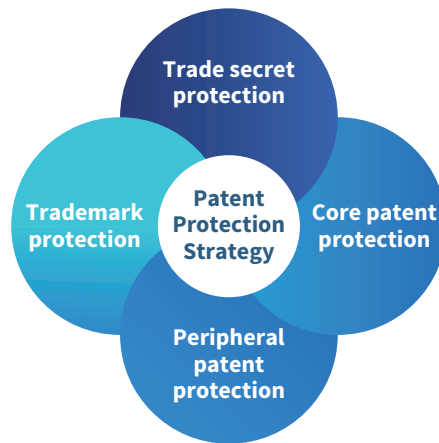 Trade secret
protection
Trademark
protection
Patent
Protection
Strategy
Core patent
protection
Peripheral
patent
protection